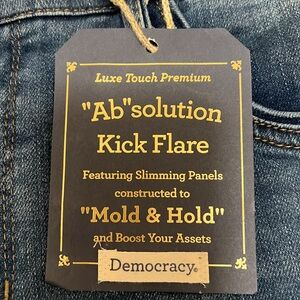 Luxe Touch Premium
"Ab"solution
Kick Flare
Featuring Slimming Panels
constructed to
"Mold & Hold"
and Boost Your Assets
Democracy®